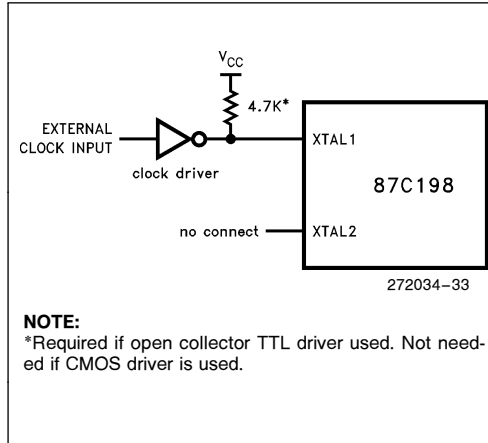 VCC
4.7K*
EXTERNAL
CLOCK INPUT
clock driver
XTAL1
87C198
no connect
XTAL2
272034–33
NOTE:
*Required if open collector TTL driver used. Not need-
ed if CMOS driver is used.